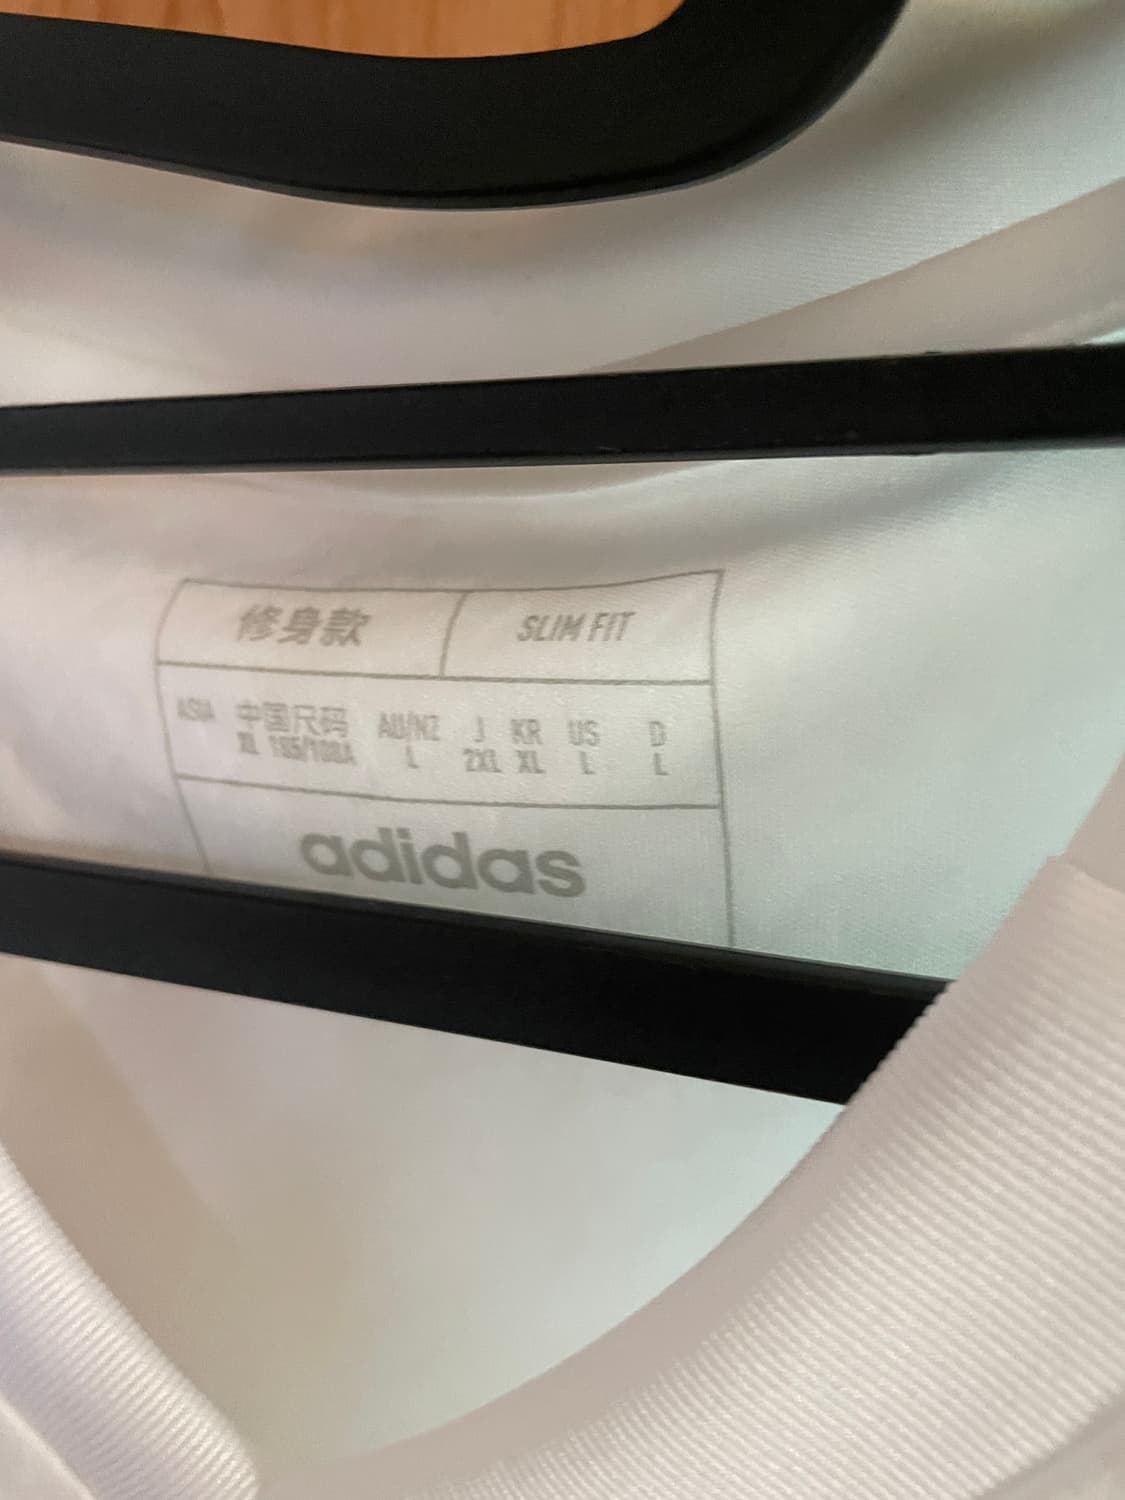 修身款 SLIM FIT
ASIA 中国尺码 AU/NZ J KR US D
XL 185/108A L 2XL XL L L
adidas